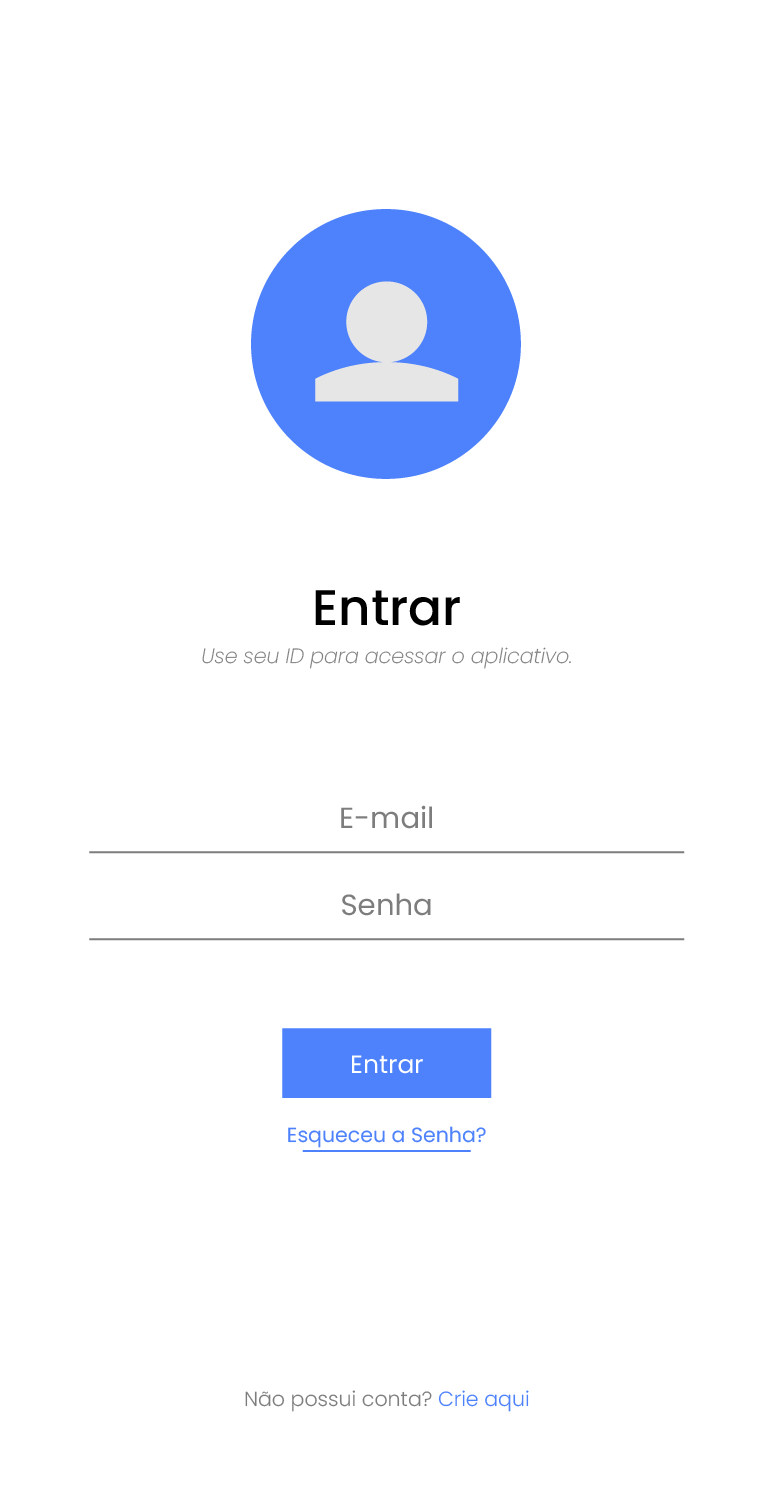 Entrar
Use seu ID para acessar o aplicativo.
E-mail
Senha
Entrar
Esqueceu a Senha?
Não possui conta? Crie aqui